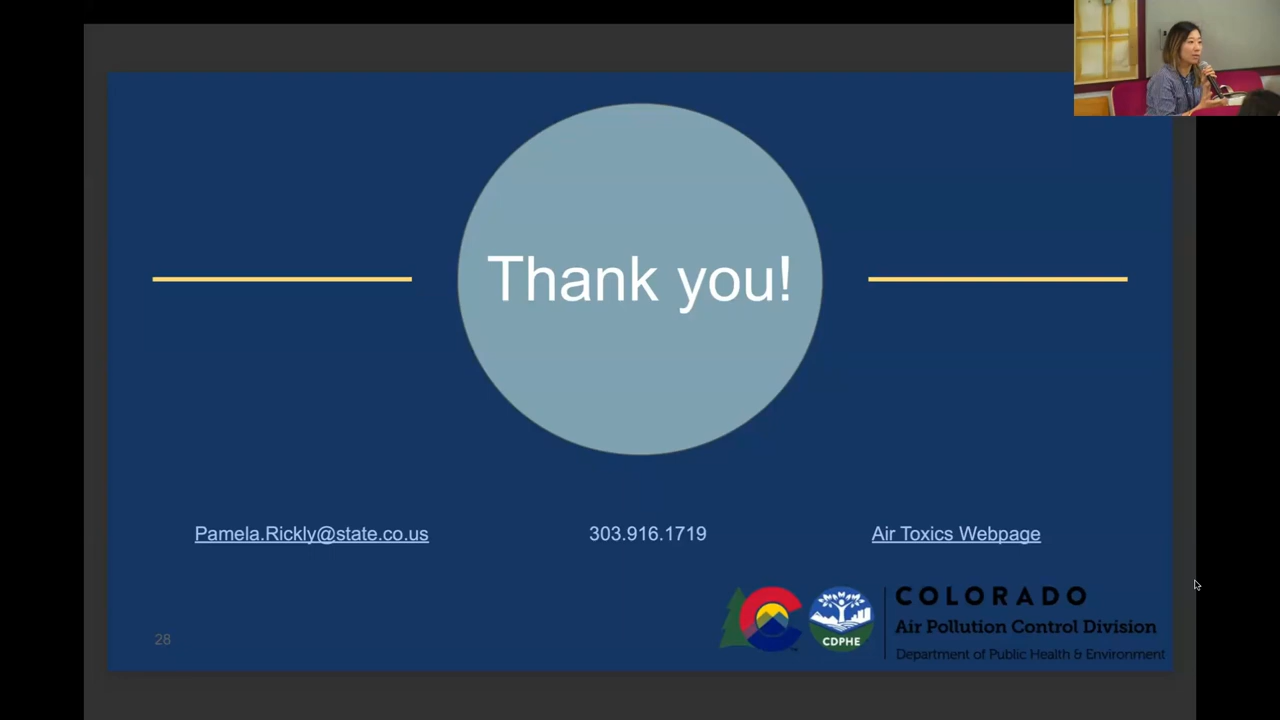 Thank you!
Pamela.Rickly@state.co.us
303.916.1719
Air Toxics Webpage
COLORADO
Air Pollution Control Division
CDPHE
Department of Public Health & Environment
28